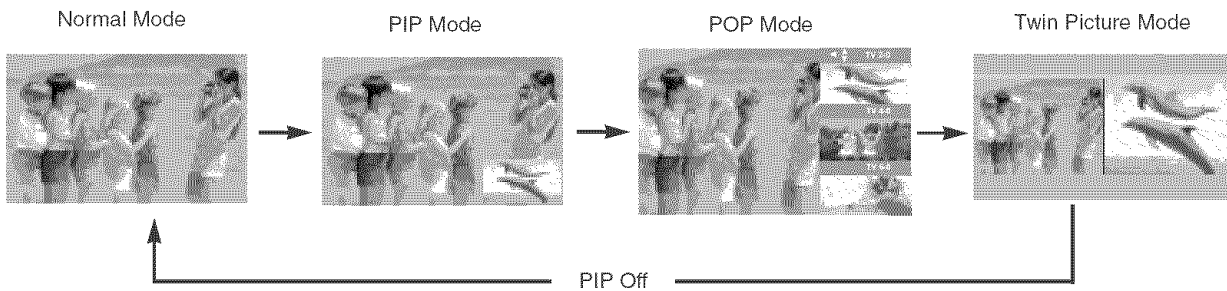 Normal Mode
PIP Mode
POP Mode
Twin Picture Mode
PIP Off